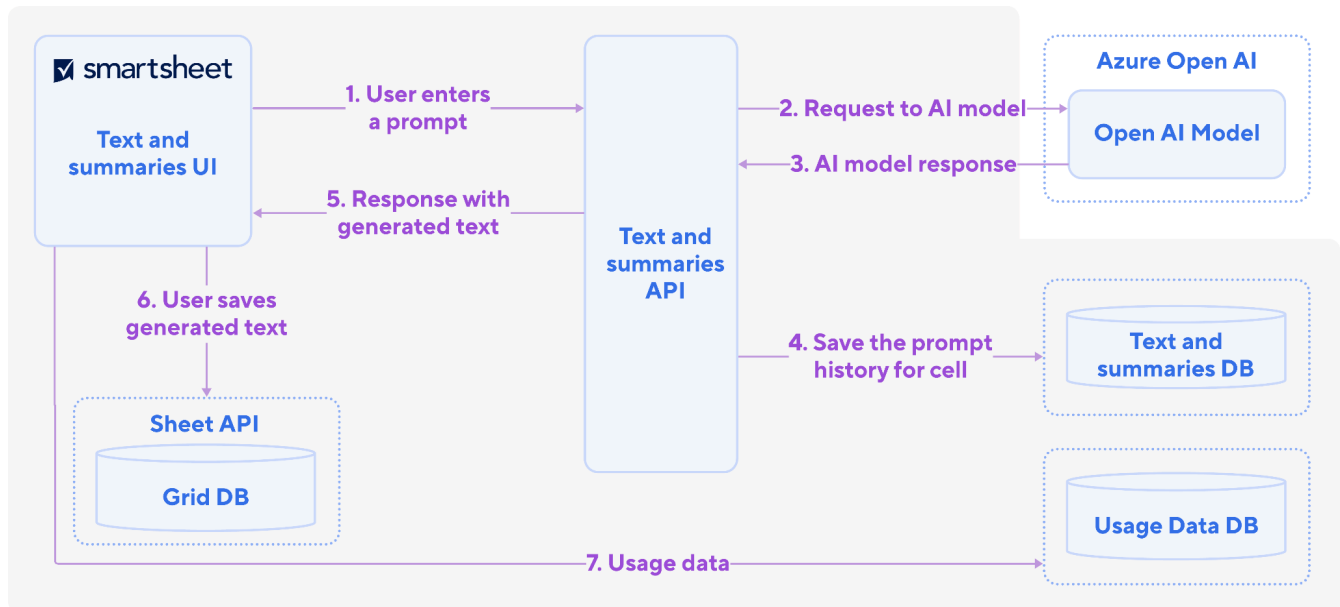 smartsheet
Text and
summaries UI
1. User enters
a prompt
2. Request to AI model
3. AI model response
Azure Open AI
Open AI Model
5. Response with
generated text
Text and
summaries
API
6. User saves
generated text
4. Save the prompt
history for cell
Text and
summaries DB
Sheet API
Grid DB
Usage Data DB
7. Usage data